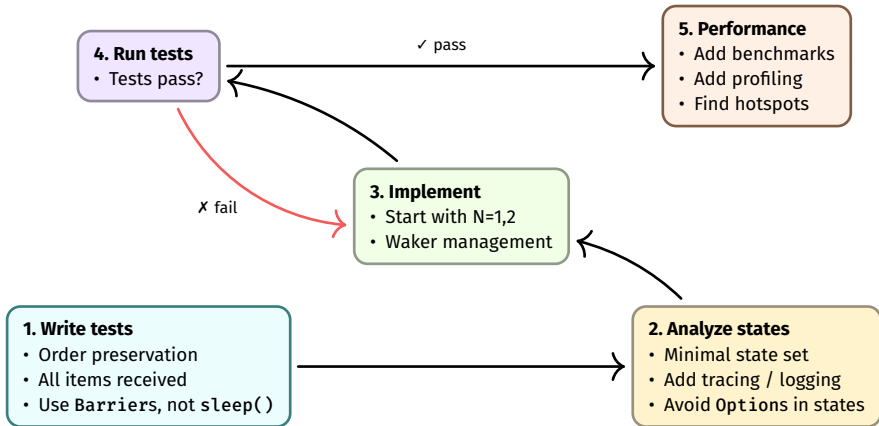 4. Run tests
• Tests pass?
✓ pass
5. Performance
• Add benchmarks
• Add profiling
• Find hotspots
✗ fail
3. Implement
• Start with N=1,2
• Waker management
1. Write tests
• Order preservation
• All items received
• Use Barriers, not sleep()
2. Analyze states
• Minimal state set
• Add tracing / logging
• Avoid Options in states